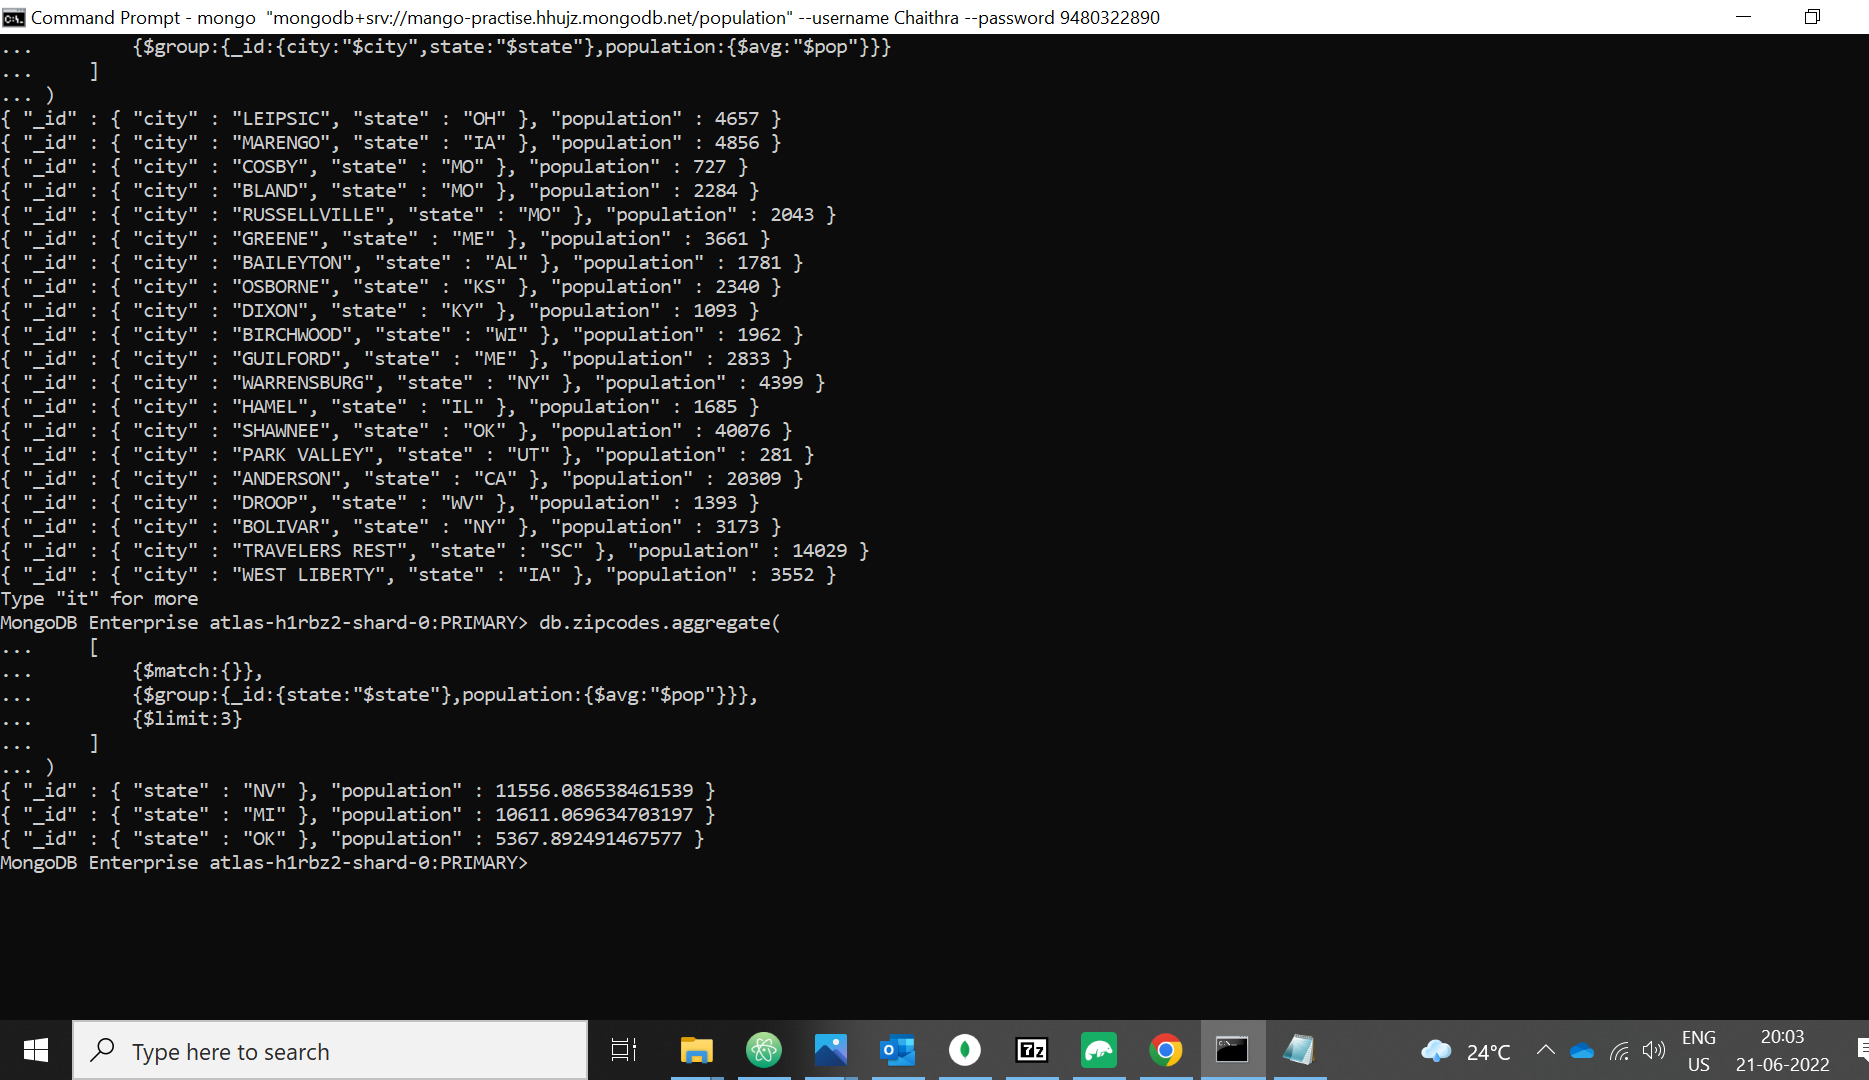 Command Prompt - mongo "mongodb+srv://mango-practise.hhujz.mongodb.net/population" --username Chaithra --password 9480322890
... {$group:{_id:{city:"$city",state:"$state"},population:{$avg:"$pop"}}}
... ]
... )
{ "_id" : { "city" : "LEIPSIC", "state" : "OH" }, "population" : 4657 }
{ "_id" : { "city" : "MARENGO", "state" : "IA" }, "population" : 4856 }
{ "_id" : { "city" : "COSBY", "state" : "MO" }, "population" : 727 }
{ "_id" : { "city" : "BLAND", "state" : "MO" }, "population" : 2284 }
{ "_id" : { "city" : "RUSSELLVILLE", "state" : "MO" }, "population" : 2043 }
{ "_id" : { "city" : "GREENE", "state" : "ME" }, "population" : 3661 }
{ "_id" : { "city" : "BAILEYTON", "state" : "AL" }, "population" : 1781 }
{ "_id" : { "city" : "OSBORNE", "state" : "KS" }, "population" : 2340 }
{ "_id" : { "city" : "DIXON", "state" : "KY" }, "population" : 1093 }
{ "_id" : { "city" : "BIRCHWOOD", "state" : "WI" }, "population" : 1962 }
{ "_id" : { "city" : "GUILFORD", "state" : "ME" }, "population" : 2833 }
{ "_id" : { "city" : "WARRENSBURG", "state" : "NY" }, "population" : 4399 }
{ "_id" : { "city" : "HAMEL", "state" : "IL" }, "population" : 1685 }
{ "_id" : { "city" : "SHAWNEE", "state" : "OK" }, "population" : 40076 }
{ "_id" : { "city" : "PARK VALLEY", "state" : "UT" }, "population" : 281 }
{ "_id" : { "city" : "ANDERSON", "state" : "CA" }, "population" : 20309 }
{ "_id" : { "city" : "DROOP", "state" : "WV" }, "population" : 1393 }
{ "_id" : { "city" : "BOLIVAR", "state" : "NY" }, "population" : 3173 }
{ "_id" : { "city" : "TRAVELERS REST", "state" : "SC" }, "population" : 14029 }
{ "_id" : { "city" : "WEST LIBERTY", "state" : "IA" }, "population" : 3552 }
Type "it" for more
MongoDB Enterprise atlas-h1rbz2-shard-0:PRIMARY> db.zipcodes.aggregate(
... [
... {$match:{}},
... {$group:{_id:{state:"$state"},population:{$avg:"$pop"}}},
... {$limit:3}
... ]
... )
{ "_id" : { "state" : "NV" }, "population" : 11556.086538461539 }
{ "_id" : { "state" : "MI" }, "population" : 10611.069634703197 }
{ "_id" : { "state" : "OK" }, "population" : 5367.892491467577 }
MongoDB Enterprise atlas-h1rbz2-shard-0:PRIMARY>
Type here to search
7z
24°C
ENG
US
20:03
21-06-2022